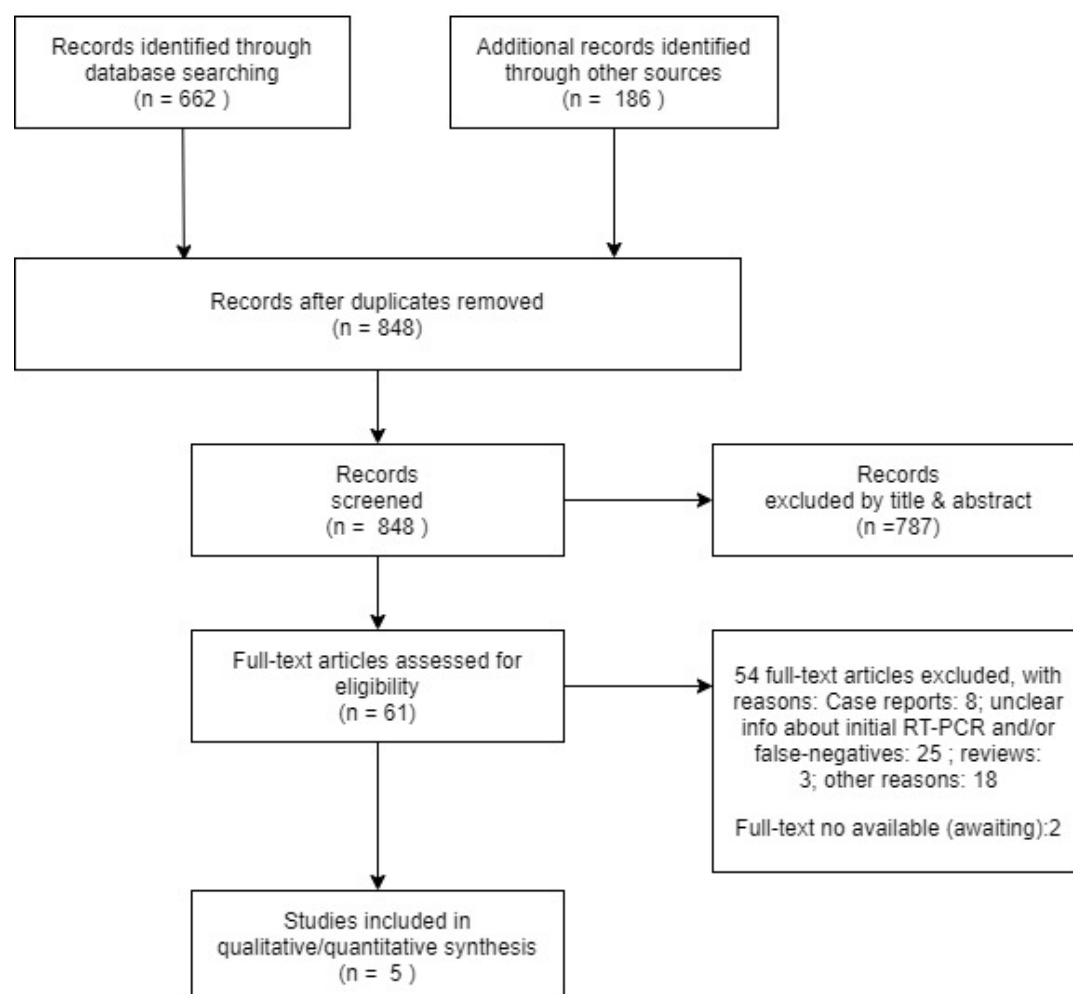 Records identified through
database searching
(n = 662 )
Additional records identified
through other sources
(n =  186 )
Records after duplicates removed
(n = 848)
Records
screened
(n =  848 )
Records
excluded by title & abstract
(n =787)
Full-text articles assessed for
eligibility
(n = 61)
54 full-text articles excluded, with
reasons: Case reports: 8; unclear
info about initial RT-PCR and/or
false-negatives: 25 ; reviews:
3; other reasons: 18
Full-text no available (awaiting):2
Studies included in
qualitative/quantitative synthesis
(n =  5 )